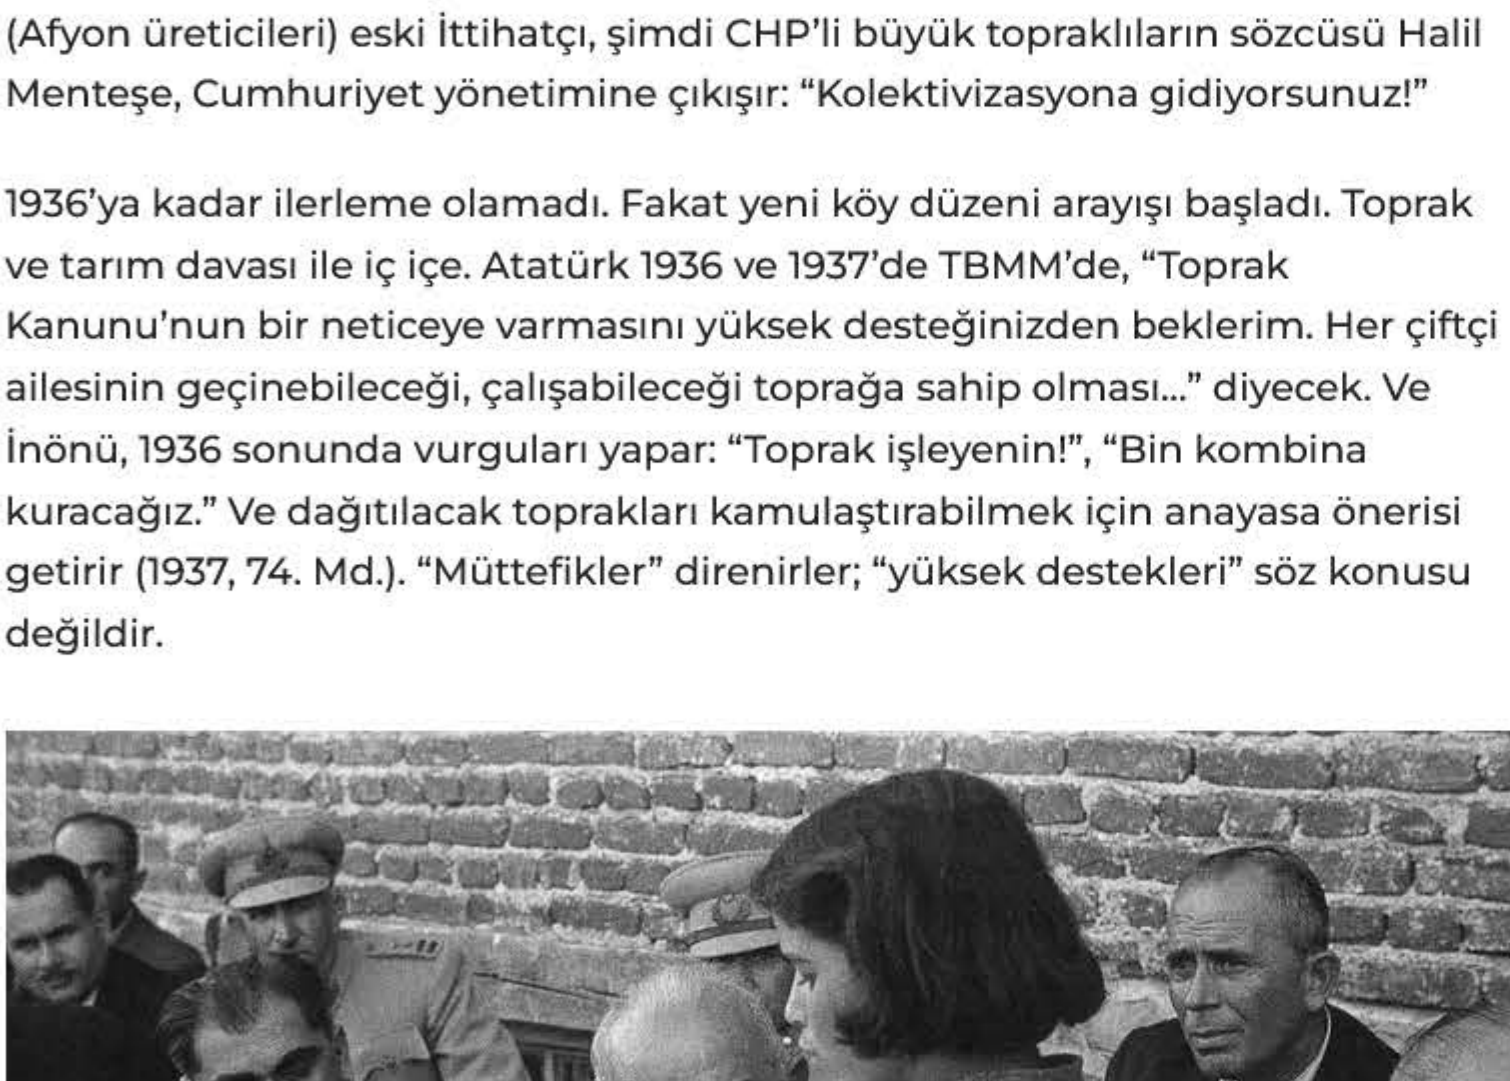 (Afyon üreticileri) eski İttihatçı, şimdi CHP’li büyük topraklıların sözcüsü Halil
Menteşe, Cumhuriyet yönetimine çıkışır: “Kolektivizasyona gidiyorsunuz!”
1936’ya kadar ilerleme olamadı. Fakat yeni köy düzeni arayışı başladı. Toprak
ve tarım davası ile iç içe. Atatürk 1936 ve 1937’de TBMM’de, “Toprak
Kanunu’nun bir neticeye varmasını yüksek desteğinizden beklerim. Her çiftçi
ailesinin geçinebileceği, çalışabileceği toprağa sahip olması...” diyecek. Ve
İnönü, 1936 sonunda vurguları yapar: “Toprak işleyenin!”, “Bin kombina
kuracağız.” Ve dağıtılacak toprakları kamulaştırabilmek için anayasa önerisi
getirir (1937, 74. Md.). “Müttefikler” direnirler; “yüksek destekleri” söz konusu
değildir.